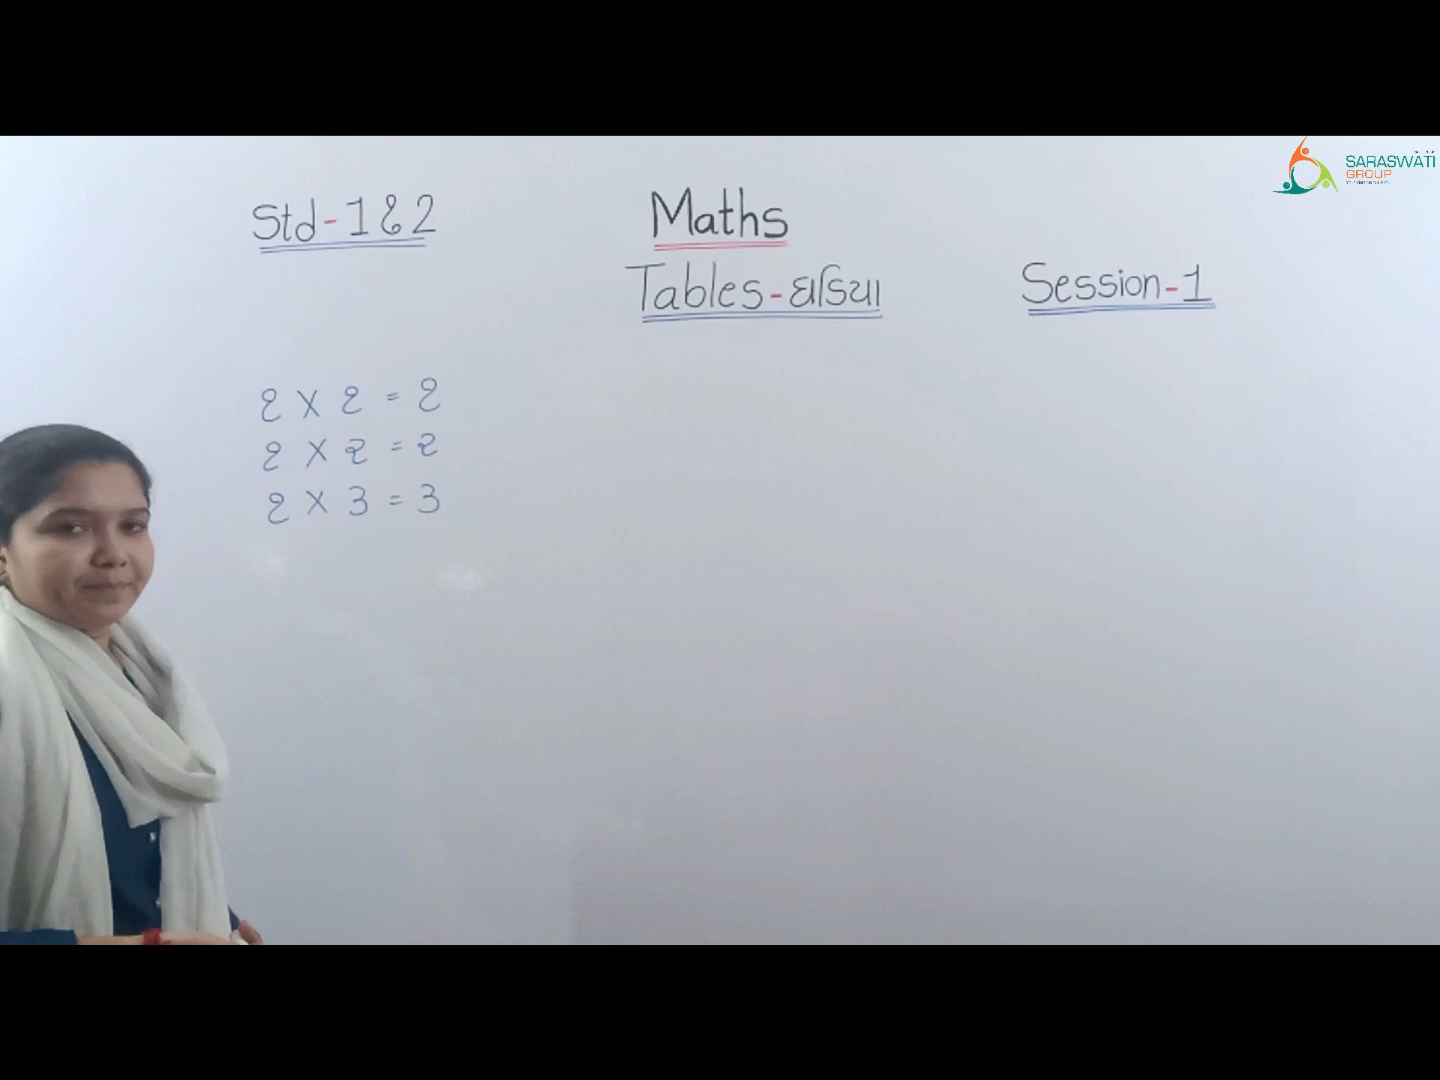 SARASWATI
GROUP
Std-1 & 2
Maths
Tables-ઘડિયા
Session-1
૧ X ૧ = ૧
૧ X ૨ = ૨
૧ X ૩ = ૩